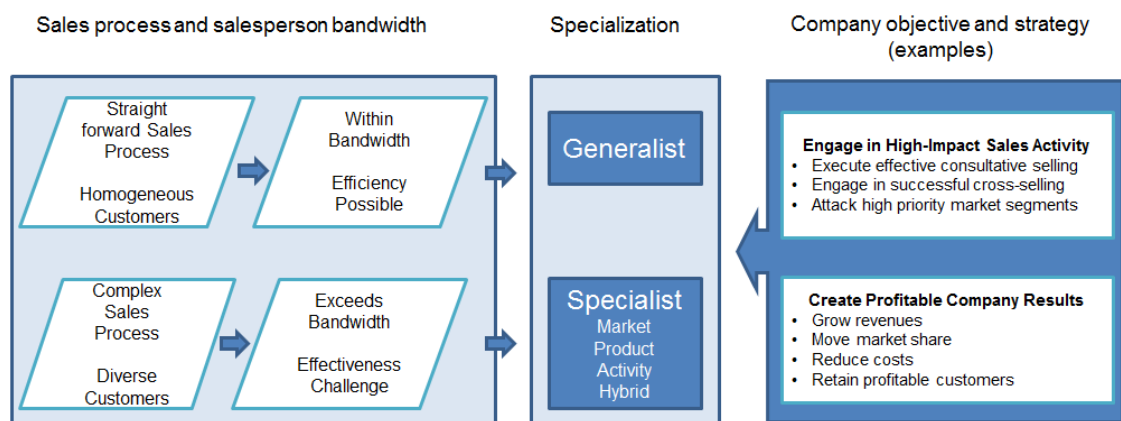 Sales process and salesperson bandwidth
Specialization
Company objective and strategy
(examples)
Straight
forward Sales
Process
Homogeneous
Customers
Within
Bandwidth
Efficiency
Possible
Generalist
Engage in High-Impact Sales Activity
• Execute effective consultative selling
• Engage in successful cross-selling
• Attack high priority market segments
Complex
Sales
Process
Diverse
Customers
Exceeds
Bandwidth
Effectiveness
Challenge
Specialist
Market
Product
Activity
Hybrid
Create Profitable Company Results
• Grow revenues
• Move market share
• Reduce costs
• Retain profitable customers